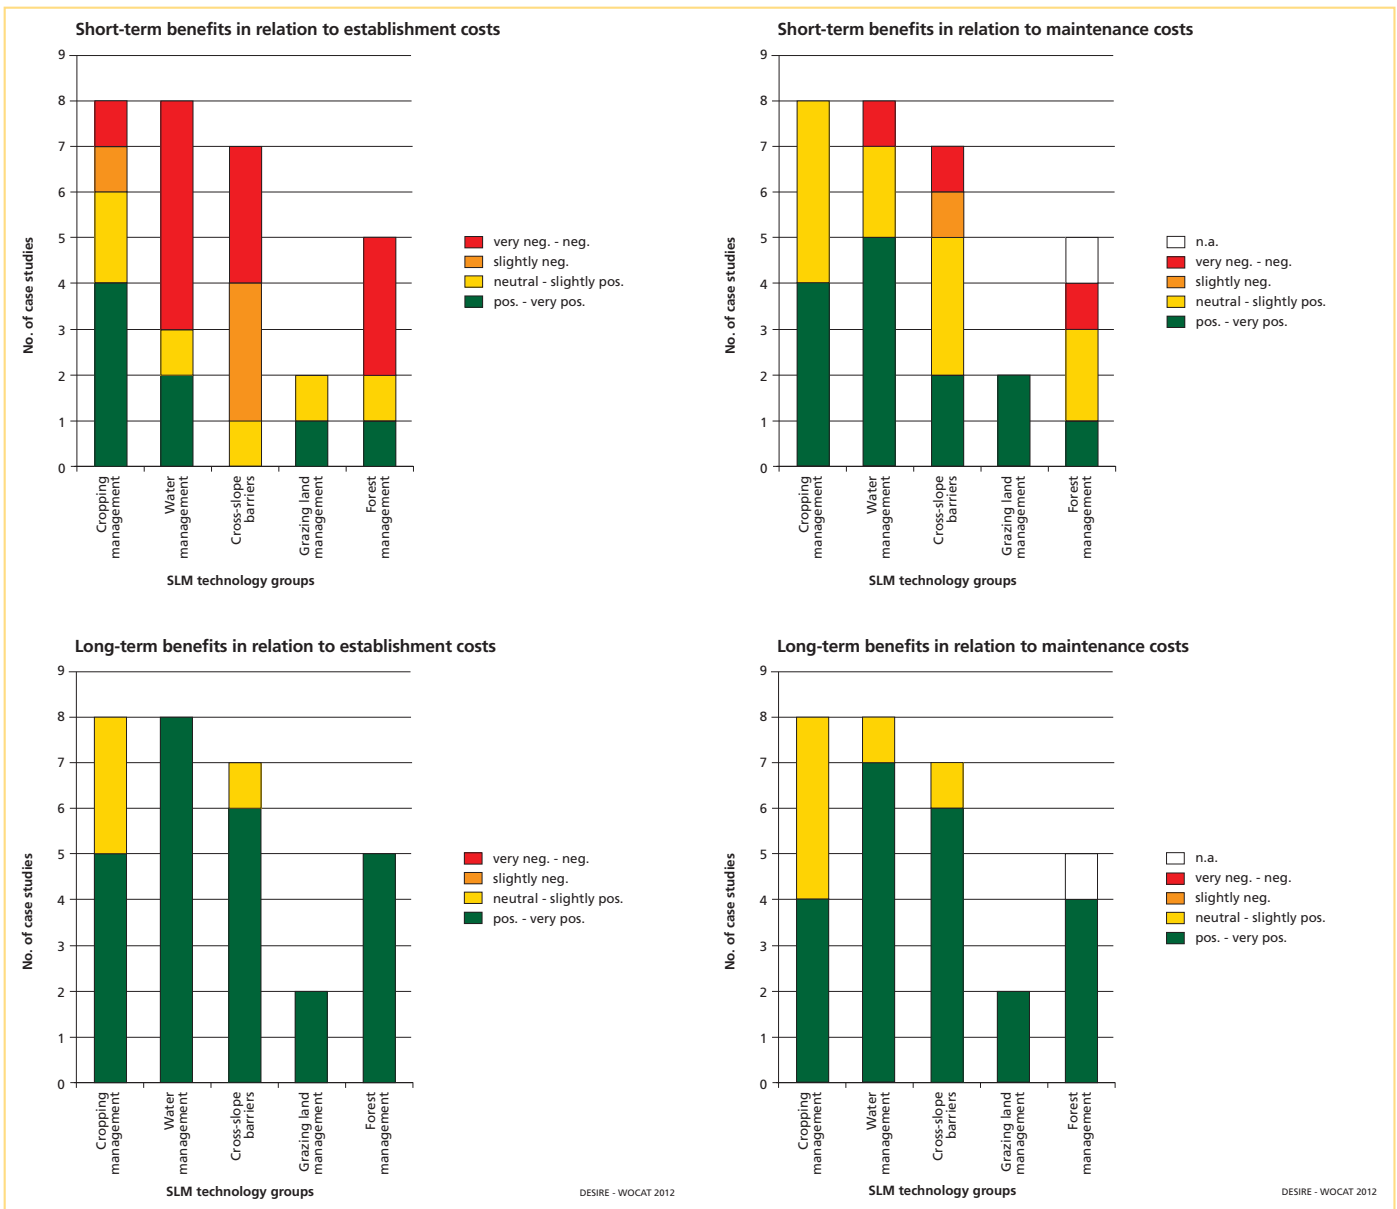 Short-term benefits in relation to establishment costs
9
8
7
6
5
4
3
2
1
0
No. of case studies
Cropping
management
Water
management
Cross-slope
barriers
Grazing land
management
Forest
management
SLM technology groups
very neg. - neg.
slightly neg.
neutral - slightly pos.
pos. - very pos.
Short-term benefits in relation to maintenance costs
9
8
7
6
5
4
3
2
1
0
No. of case studies
Cropping
management
Water
management
Cross-slope
barriers
Grazing land
management
Forest
management
SLM technology groups
n.a.
very neg. - neg.
slightly neg.
neutral - slightly pos.
pos. - very pos.
Long-term benefits in relation to establishment costs
9
8
7
6
5
4
3
2
1
0
No. of case studies
Cropping
management
Water
management
Cross-slope
barriers
Grazing land
management
Forest
management
SLM technology groups
very neg. - neg.
slightly neg.
neutral - slightly pos.
pos. - very pos.
DESIRE - WOCAT 2012
Long-term benefits in relation to maintenance costs
9
8
7
6
5
4
3
2
1
0
No. of case studies
Cropping
management
Water
management
Cross-slope
barriers
Grazing land
management
Forest
management
SLM technology groups
n.a.
very neg. - neg.
slightly neg.
neutral - slightly pos.
pos. - very pos.
DESIRE - WOCAT 2012